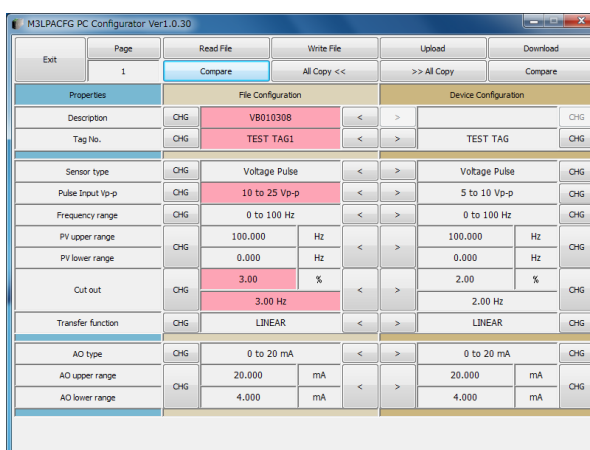 M3LPACFG PC Configurator Ver1.0.30
Exit Page Read File Write File Upload Download
1 Compare All Copy << >> All Copy Compare
Properties File Configuration Device Configuration
Description CHG VB010308 < > CHG
Tag No. CHG TEST TAG1 < > TEST TAG CHG
Sensor type CHG Voltage Pulse < > Voltage Pulse CHG
Pulse Input Vp-p CHG 10 to 25 Vp-p < > 5 to 10 Vp-p CHG
Frequency range CHG 0 to 100 Hz < > 0 to 100 Hz CHG
PV upper range CHG 100.000 Hz < > 100.000 Hz CHG
PV lower range 0.000 Hz 0.000 Hz
Cut out CHG 3.00 % < > 2.00 % CHG
3.00 Hz 2.00 Hz
Transfer function CHG LINEAR < > LINEAR CHG
AO type CHG 0 to 20 mA < > 0 to 20 mA CHG
AO upper range CHG 20.000 mA < > 20.000 mA CHG
AO lower range 4.000 mA 4.000 mA